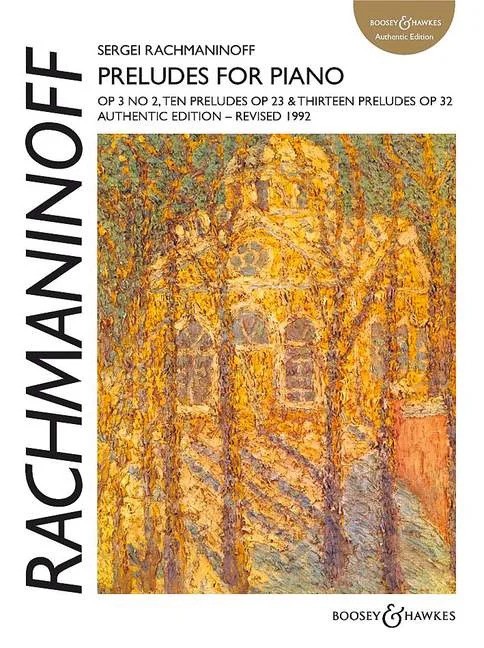 BOOSEY & HAWKES
Authentic Edition
SERGEI RACHMANINOFF
PRELUDES FOR PIANO
OP 3 NO 2, TEN PRELUDES OP 23 & THIRTEEN PRELUDES OP 32
AUTHENTIC EDITION – REVISED 1992
RACHMANINOFF
BOOSEY & HAWKES